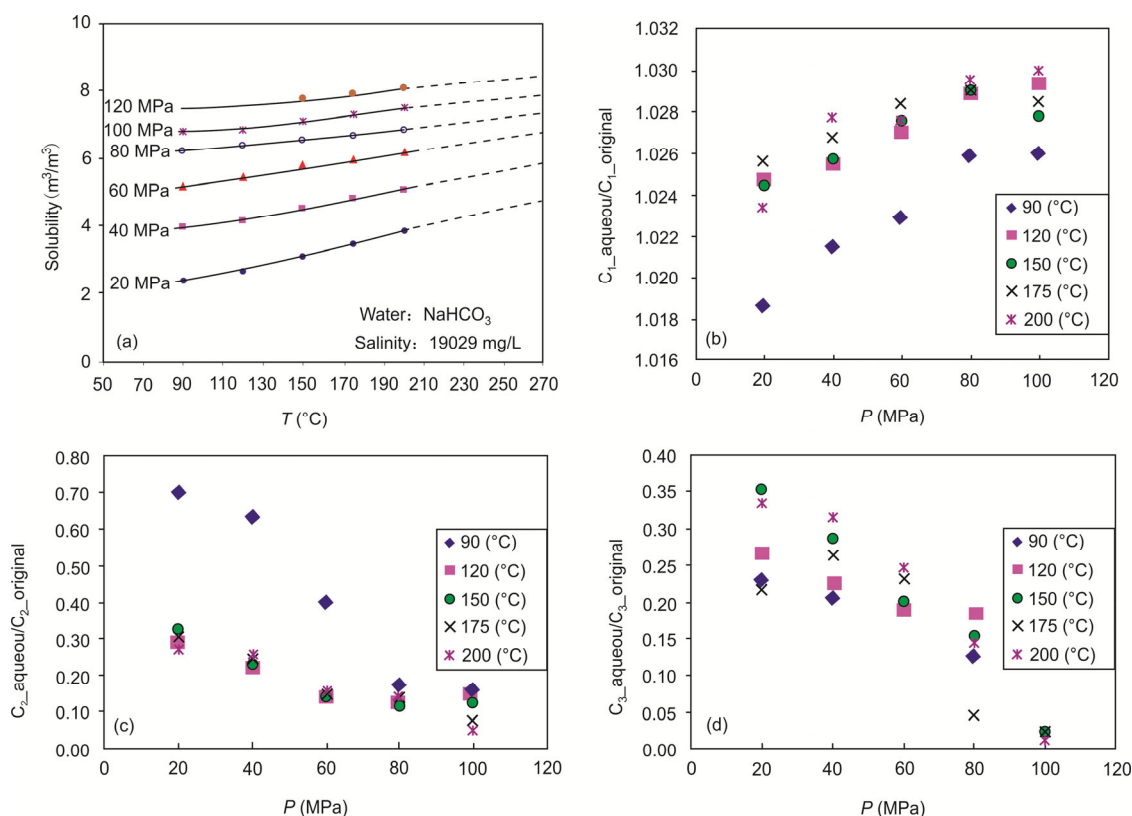 10
8
6
4
2
0
Solubility (m³/m³)
120 MPa
100 MPa
80 MPa
60 MPa
40 MPa
20 MPa
Water: NaHCO₃
Salinity: 19029 mg/L
(a)
50 70 90 110 130 150 170 190 210 230 250 270
T (°C)
1.032
1.030
1.028
1.026
1.024
1.022
1.020
1.018
1.016
C₁_aqueou/C₁_original
90 (°C)
120 (°C)
150 (°C)
175 (°C)
200 (°C)
(b)
0 20 40 60 80 100 120
P (MPa)
0.80
0.70
0.60
0.50
0.40
0.30
0.20
0.10
0.00
C₂_aqueou/C₂_original
90 (°C)
120 (°C)
150 (°C)
175 (°C)
200 (°C)
(c)
0 20 40 60 80 100 120
P (MPa)
0.40
0.35
0.30
0.25
0.20
0.15
0.10
0.05
0.00
C₃_aqueou/C₃_original
90 (°C)
120 (°C)
150 (°C)
175 (°C)
200 (°C)
(d)
0 20 40 60 80 100 120
P (MPa)